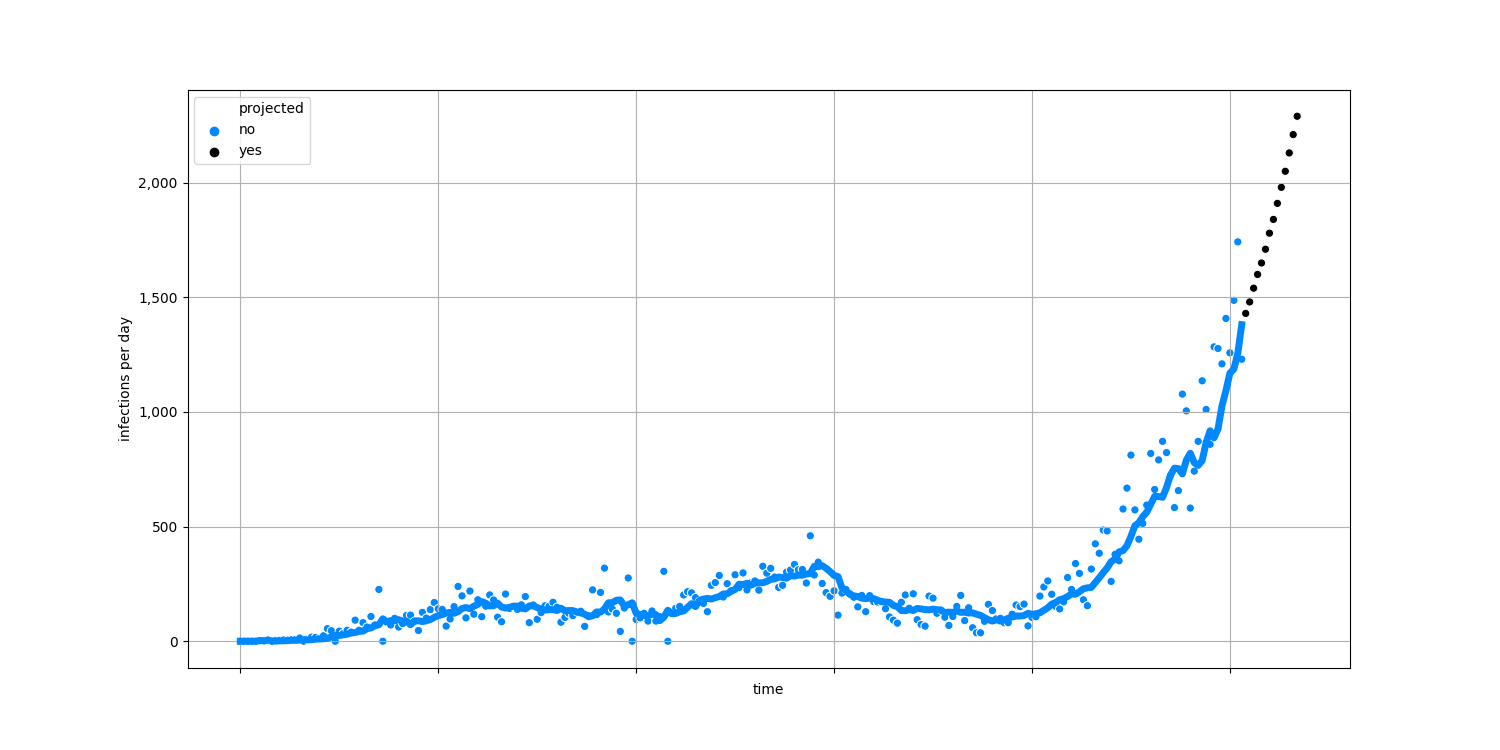 projected
no
yes
2,000
1,500
1,000
500
0
infections per day
time